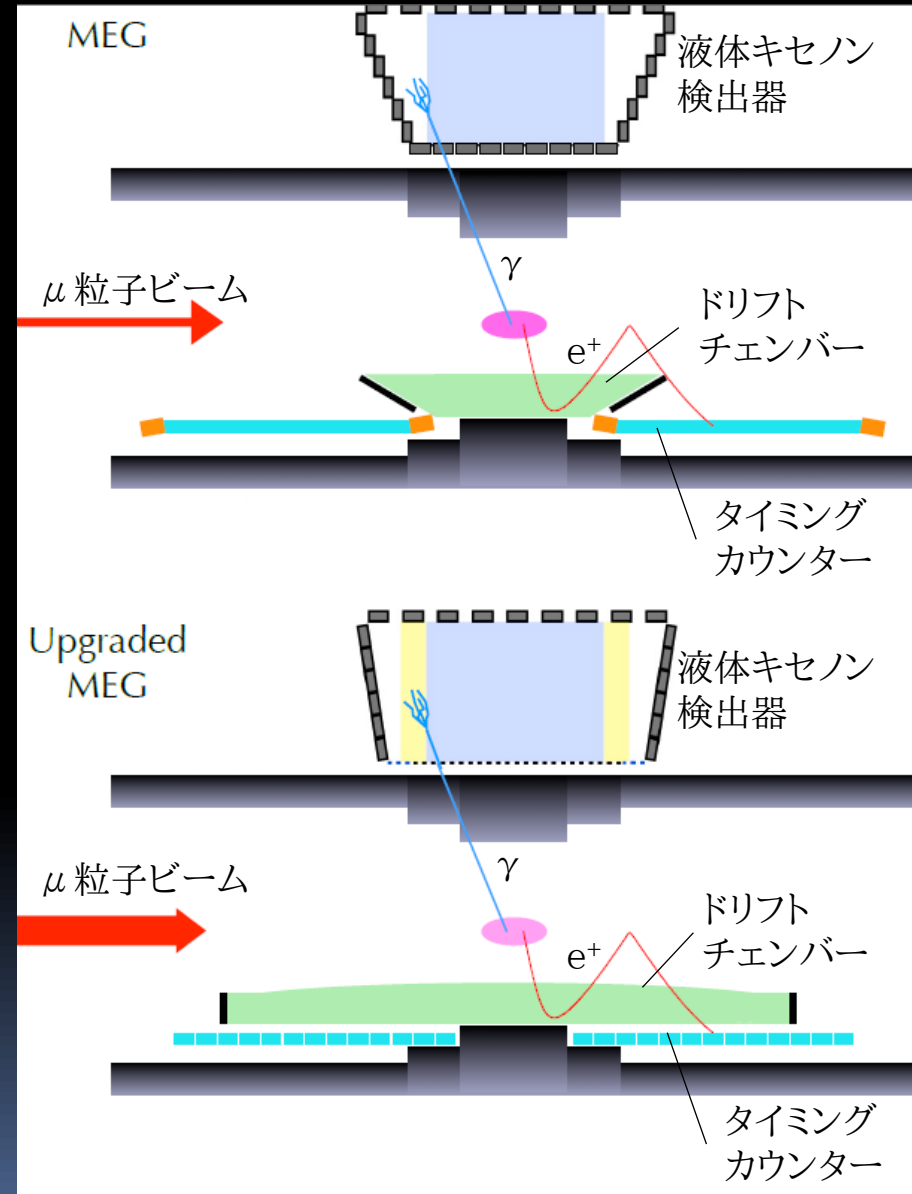 MEG
液体キセノン
検出器
γ
μ粒子ビーム
ドリフト
チェンバー
e⁺
タイミング
カウンター
Upgraded
MEG
液体キセノン
検出器
γ
μ粒子ビーム
ドリフト
チェンバー
e⁺
タイミング
カウンター